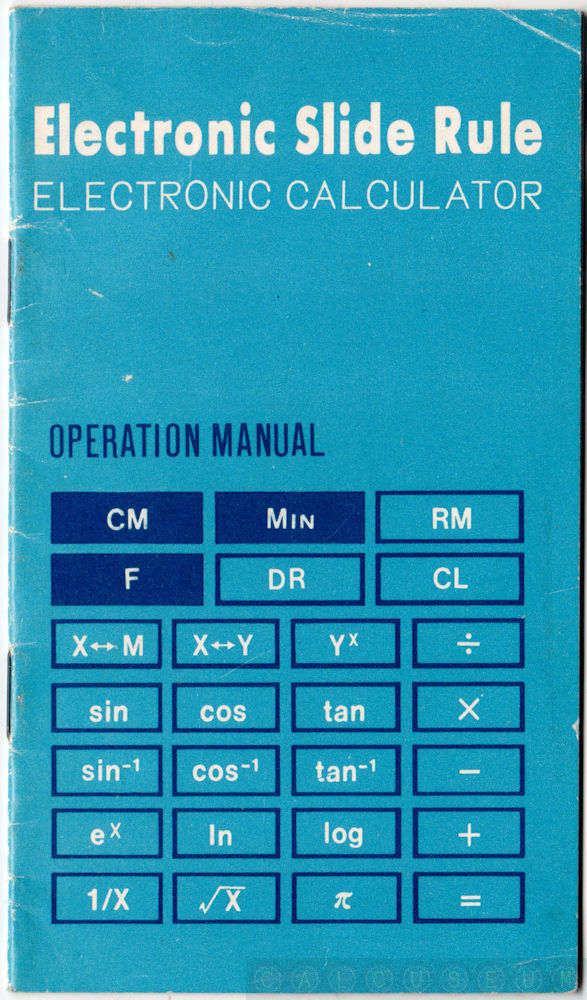 Electronic Slide Rule
ELECTRONIC CALCULATOR
OPERATION MANUAL
CM MIN RM
F DR CL
X↔M X↔Y Yˣ ÷
sin cos tan ×
sin⁻¹ cos⁻¹ tan⁻¹ −
eˣ ln log +
1/X √X π =
©ALCUSEUM